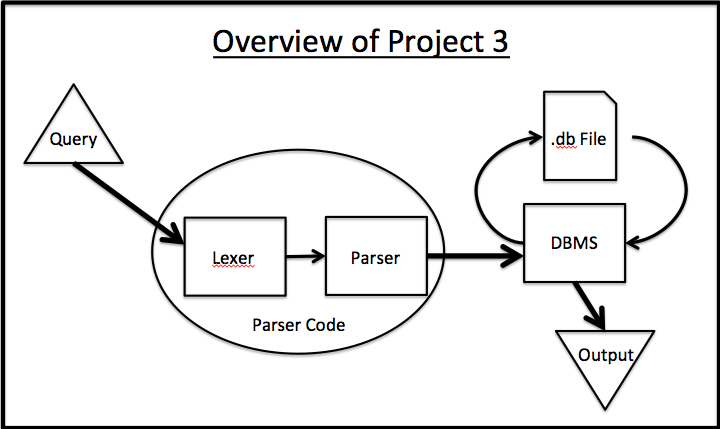 Overview of Project 3
Query
.db File
Lexer
Parser
DBMS
Parser Code
Output